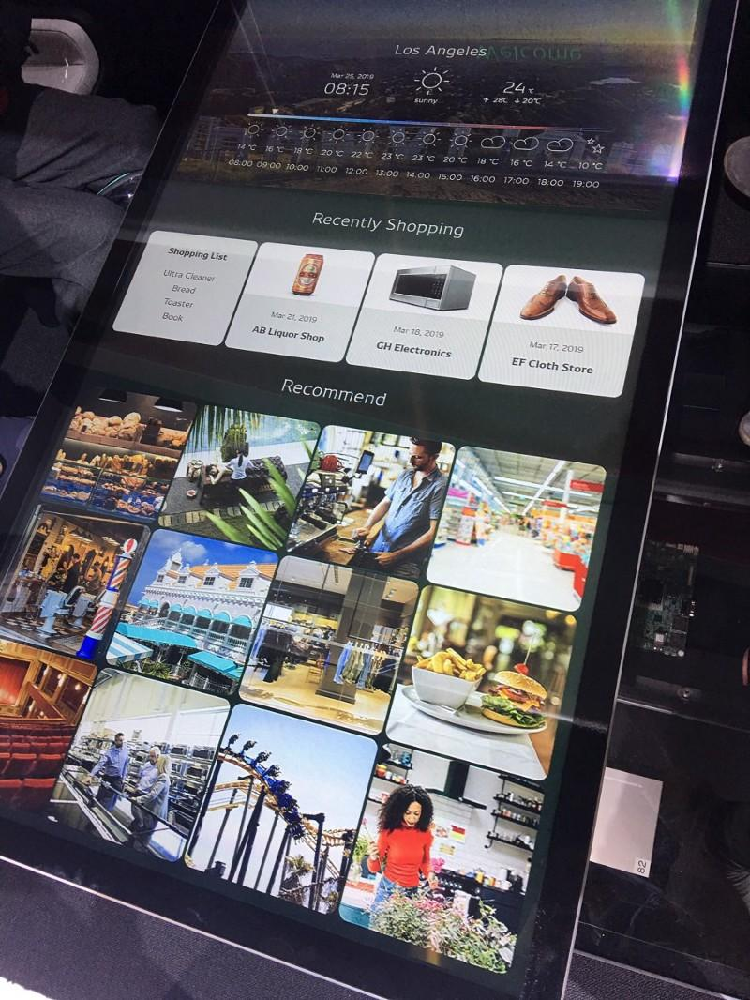 Los Angeles
Welcome
Mar 25, 2019
08:15
sunny
24℃
↑ 28℃ ↓ 20℃
14 ℃ 16 ℃ 18 ℃ 20 ℃ 22 ℃ 23 ℃ 23 ℃ 20 ℃ 18 ℃ 16 ℃ 14 ℃ 10 ℃
08:00 09:00 10:00 11:00 12:00 13:00 14:00 15:00 16:00 17:00 18:00 19:00
Recently Shopping
Shopping List
Ultra Cleaner
Bread
Toaster
Book
Mar 21, 2019
AB Liquor Shop
Mar 18, 2019
GH Electronics
Mar 17, 2019
EF Cloth Store
Recommend
8.2